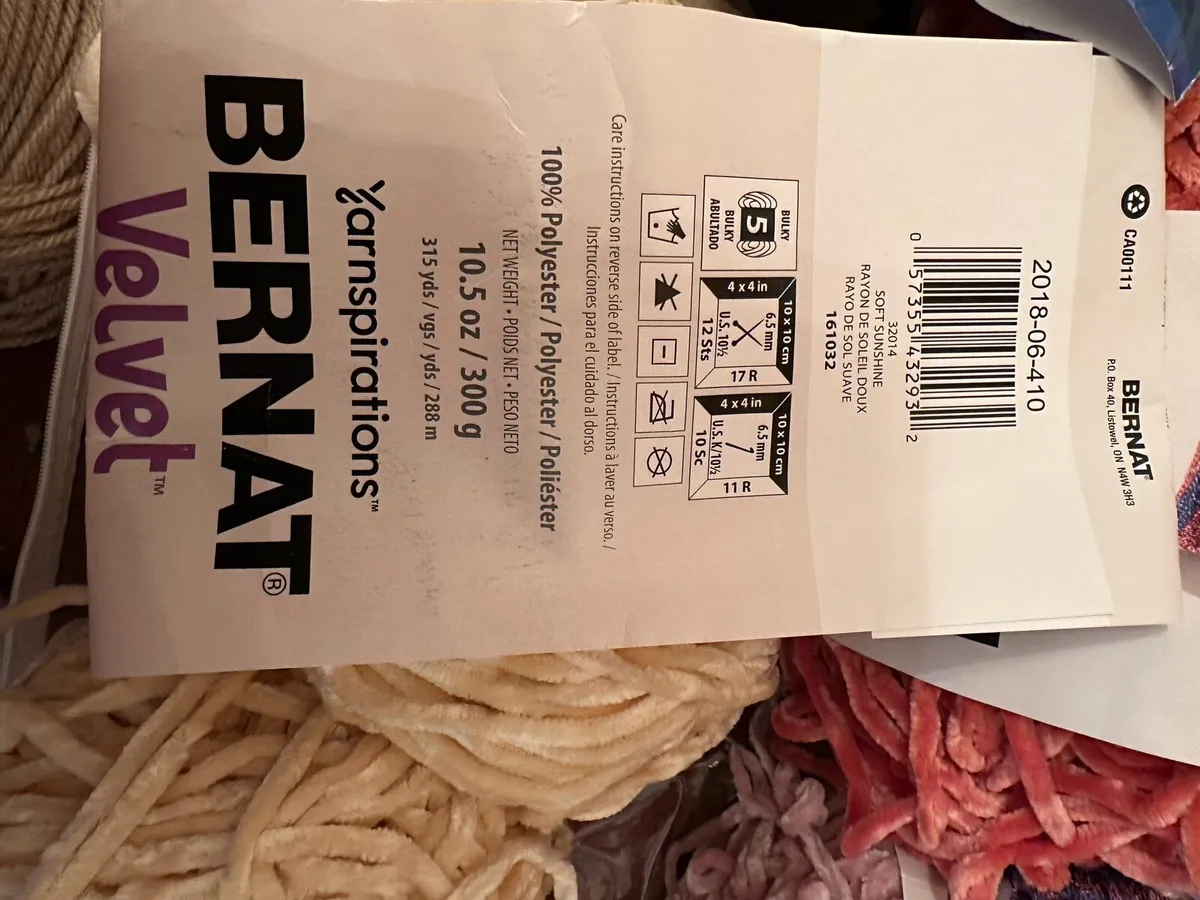 CA00111
BERNAT®
P.O. Box 40, Listowel, ON N4W 3H3
2018-06-410
0 57355 43293 2
32014
SOFT SUNSHINE
RAYON DE SOLEIL DOUX
RAYO DE SOL SUAVE
161032
BULKY
5
BULKY
ABULTADO
10 x 10 cm
4 x 4 in
6.5 mm
U.S. 10½
12 Sts
17 R
10 x 10 cm
4 x 4 in
6.5 mm
U.S. K/10½
10 Sc
11 R
Care instructions on reverse side of label. / Instructions à laver au verso. /
Instrucciones para el cuidado al dorso.
100% Polyester / Polyester / Poliéster
NET WEIGHT • POIDS NET • PESO NETO
10.5 oz / 300 g
315 yds / vgs / yds / 288 m
Yarnspirations™
BERNAT®
Velvet™